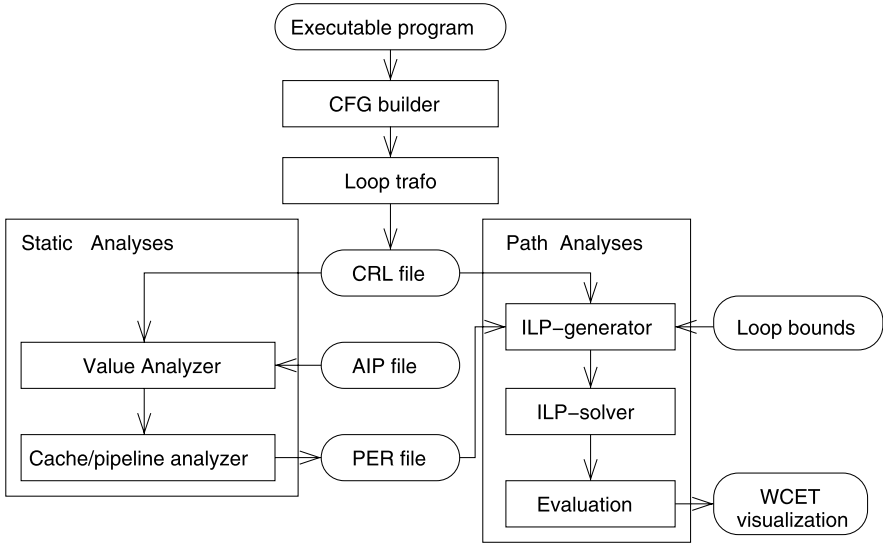 Executable program
CFG builder
Loop trafo
Static Analyses
Path Analyses
CRL file
ILP−generator
Loop bounds
Value Analyzer
AIP file
ILP−solver
Cache/pipeline analyzer
PER file
Evaluation
WCET
visualization